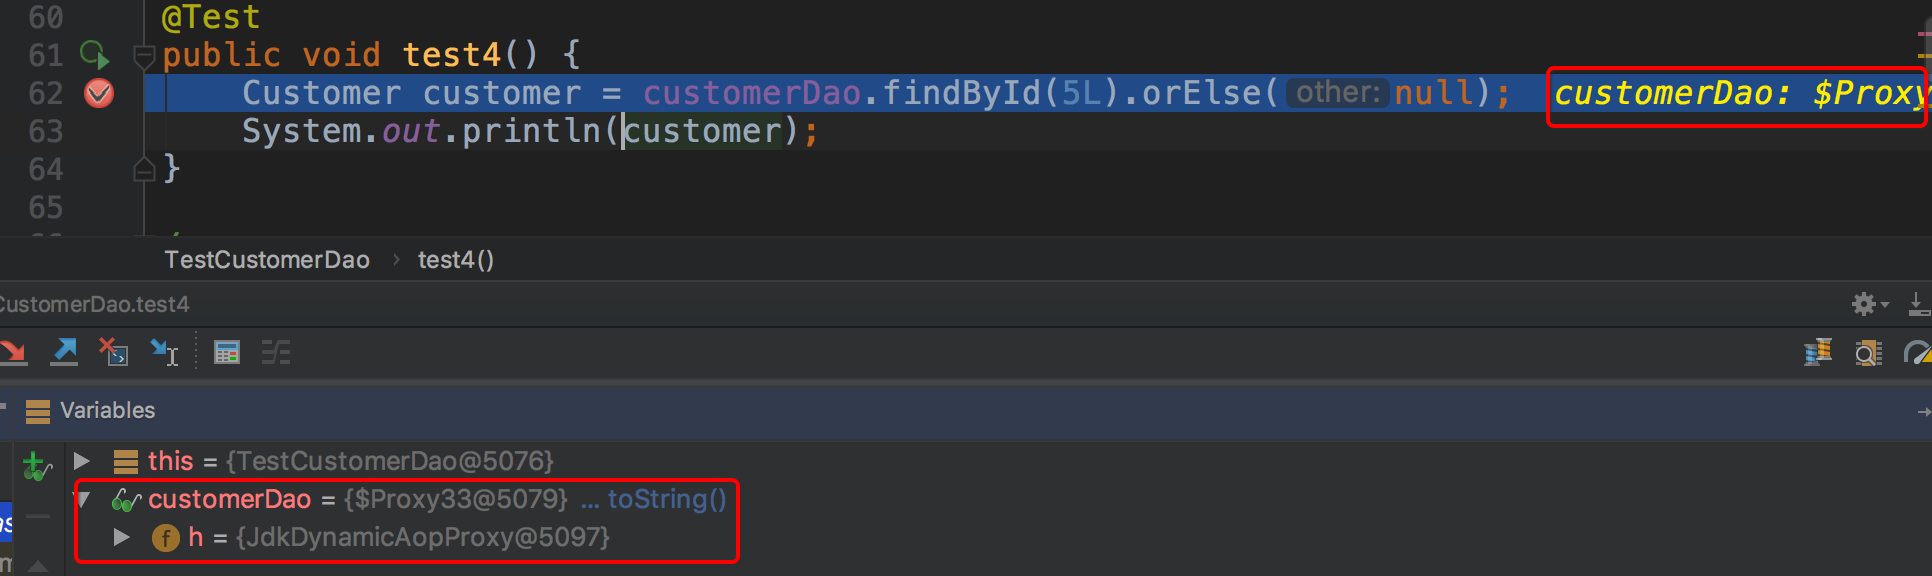 60 @Test
61 public void test4() {
62 Customer customer = customerDao.findById(5L).orElse( other: null); customerDao: $Proxy
63 System.out.println(customer);
64 }
65
TestCustomerDao › test4()
CustomerDao.test4
Variables
this = {TestCustomerDao@5076}
customerDao = {$Proxy33@5079} ... toString()
f h = {JdkDynamicAopProxy@5097}